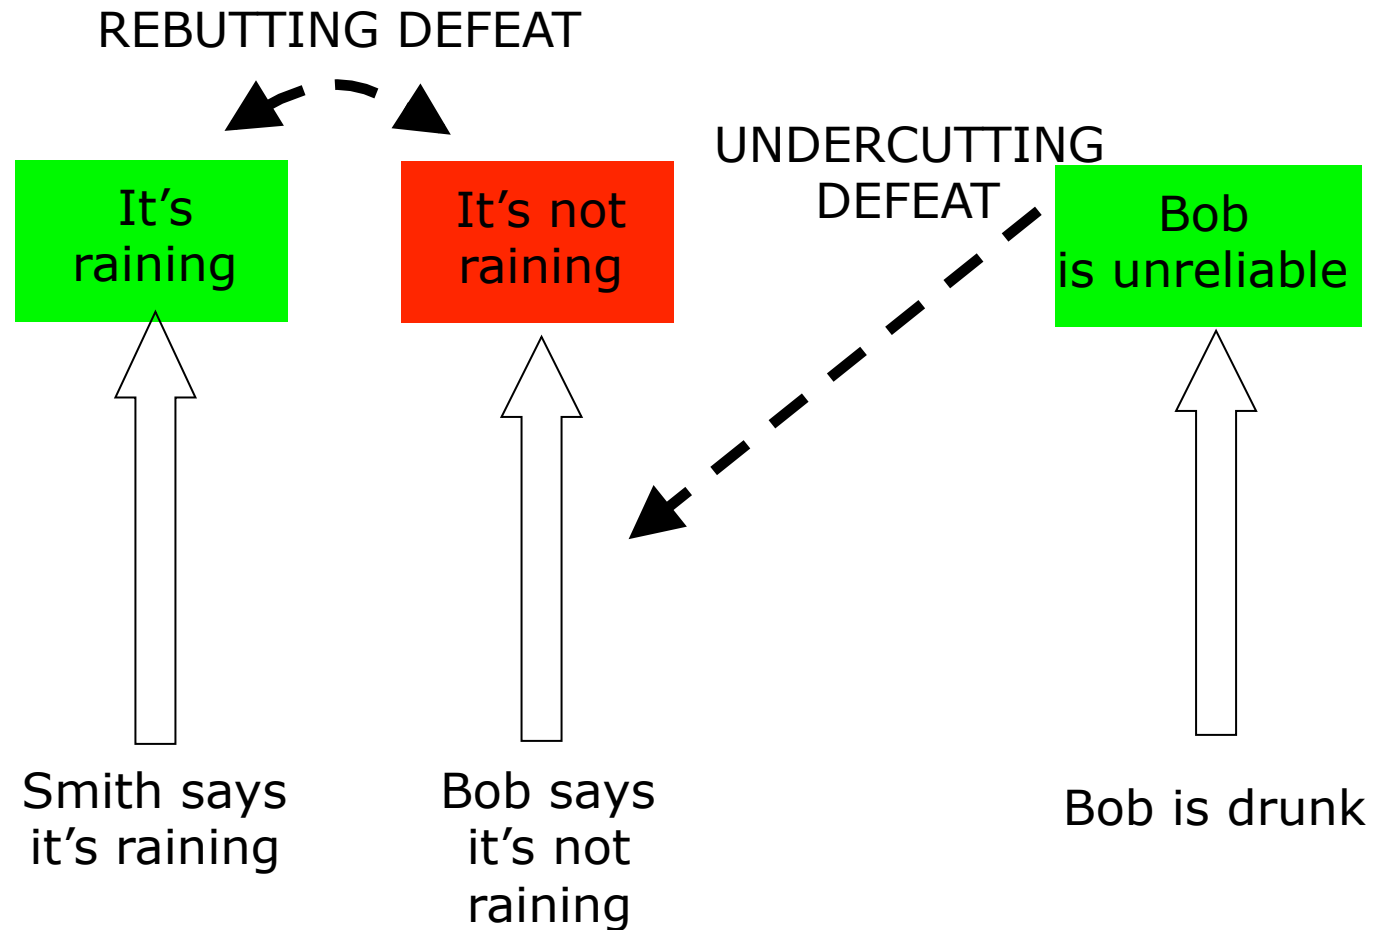 REBUTTING DEFEAT
UNDERCUTTING
DEFEAT
It’s
raining
It’s not
raining
Bob
is unreliable
Smith says
it’s raining
Bob says
it’s not
raining
Bob is drunk